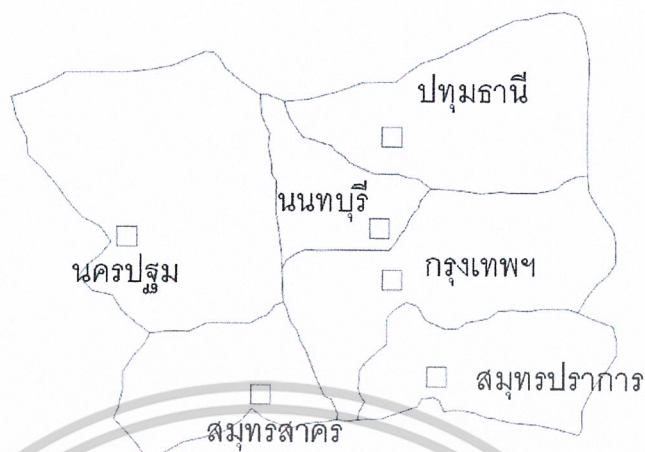 ปทุมธานี
นนทบุรี
นครปฐม
กรุงเทพฯ
สมุทรปราการ
สมุทรสาคร